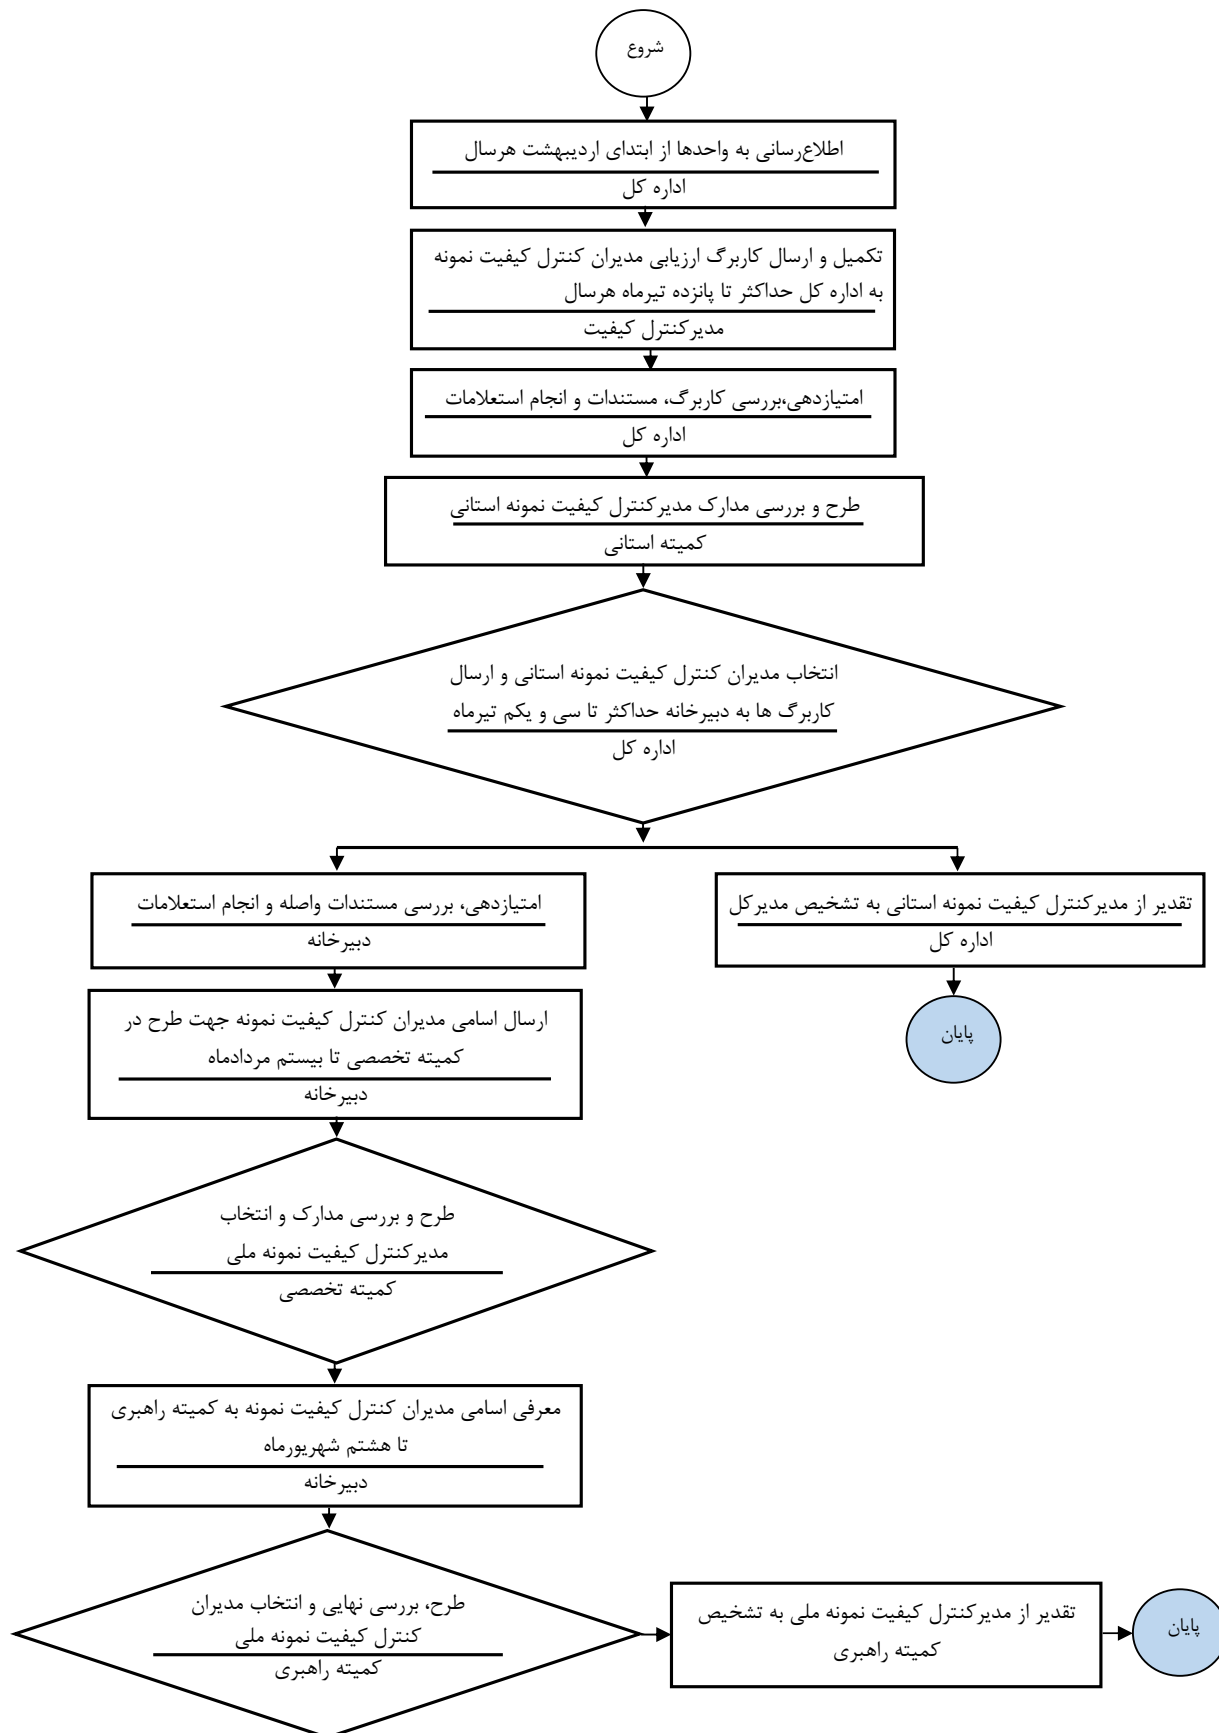 شروع
اطلاع‌رسانی به واحدها از ابتدای اردیبهشت هرسال
اداره کل
تکمیل و ارسال کاربرگ ارزیابی مدیران کنترل کیفیت نمونه
به اداره کل حداکثر تا پانزده تیرماه هرسال
مدیرکنترل کیفیت
امتیازدهی،بررسی کاربرگ، مستندات و انجام استعلامات
اداره کل
طرح و بررسی مدارک مدیرکنترل کیفیت نمونه استانی
کمیته استانی
انتخاب مدیران کنترل کیفیت نمونه استانی و ارسال
کاربرگ ها به دبیرخانه حداکثر تا سی و یکم تیرماه
اداره کل
تقدیر از مدیرکنترل کیفیت نمونه استانی به تشخیص مدیرکل
اداره کل
پایان
امتیازدهی، بررسی مستندات واصله و انجام استعلامات
دبیرخانه
ارسال اسامی مدیران کنترل کیفیت نمونه جهت طرح در
کمیته تخصصی تا بیستم مردادماه
دبیرخانه
طرح و بررسی مدارک و انتخاب
مدیرکنترل کیفیت نمونه ملی
کمیته تخصصی
معرفی اسامی مدیران کنترل کیفیت نمونه به کمیته راهبری
تا هشتم شهریورماه
دبیرخانه
طرح، بررسی نهایی و انتخاب مدیران
کنترل کیفیت نمونه ملی
کمیته راهبری
تقدیر از مدیرکنترل کیفیت نمونه ملی به تشخیص
کمیته راهبری
پایان